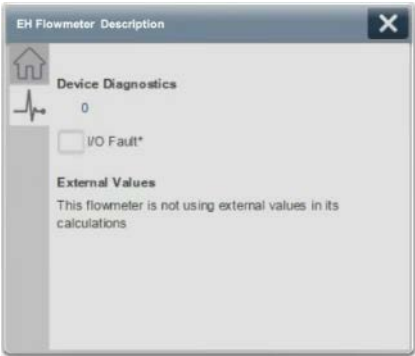 EH Flowmeter Description
Device Diagnostics
0
I/O Fault*
External Values
This flowmeter is not using external values in its
calculations